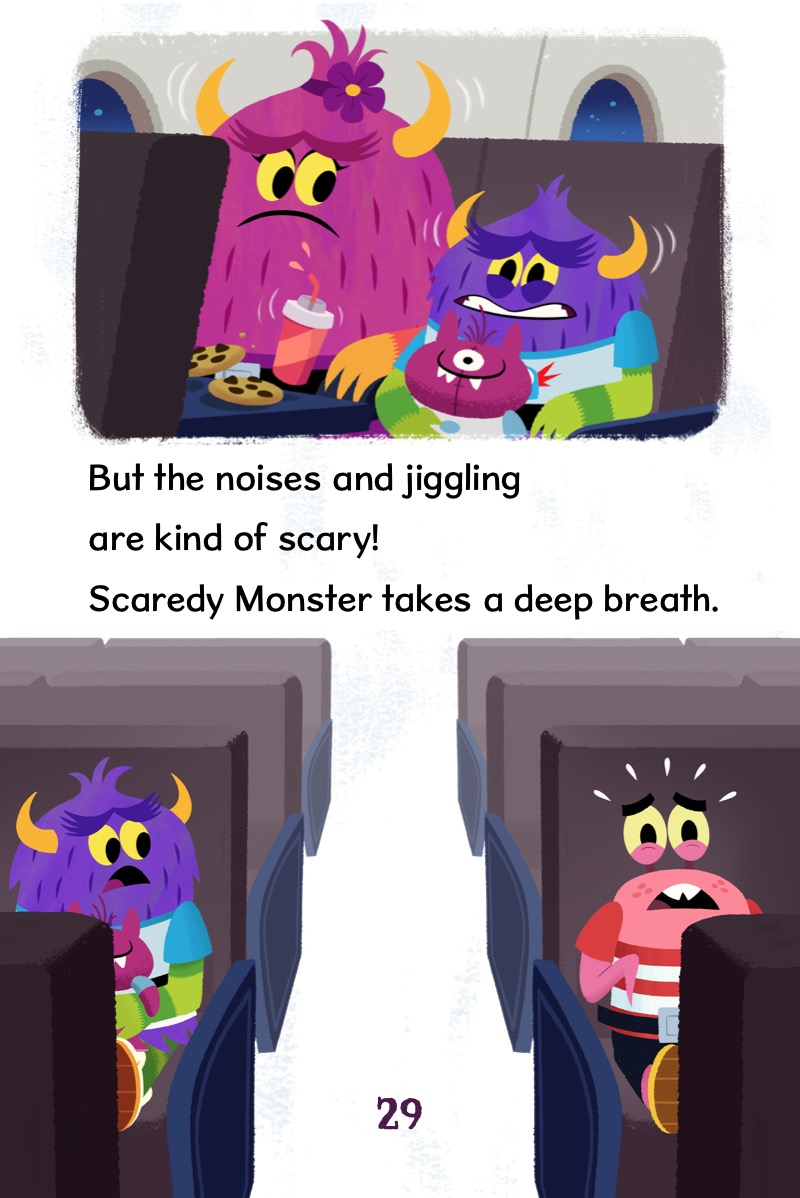 But the noises and jiggling
are kind of scary!
Scaredy Monster takes a deep breath.
29